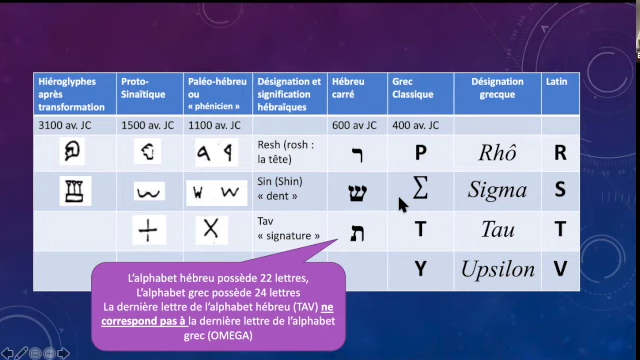 Hiéroglyphes après transformation
Proto-Sinaïtique
Paléo-hébreu ou « phénicien »
Désignation et signification hébraïques
Hébreu carré
Grec Classique
Désignation grecque
Latin
3100 av. JC
1500 av. JC
1100 av. JC
600 av JC
400 av. JC
Resh (rosh : la tête)
ר
Ρ
Rhô
R
Sin (Shin) « dent »
ש
Σ
Sigma
S
Tav « signature »
ת
Τ
Tau
T
Υ
Upsilon
V
L’alphabet hébreu possède 22 lettres,
L’alphabet grec possède 24 lettres
La dernière lettre de l’alphabet hébreu (TAV) ne
correspond pas à la dernière lettre de l’alphabet
grec (OMEGA)